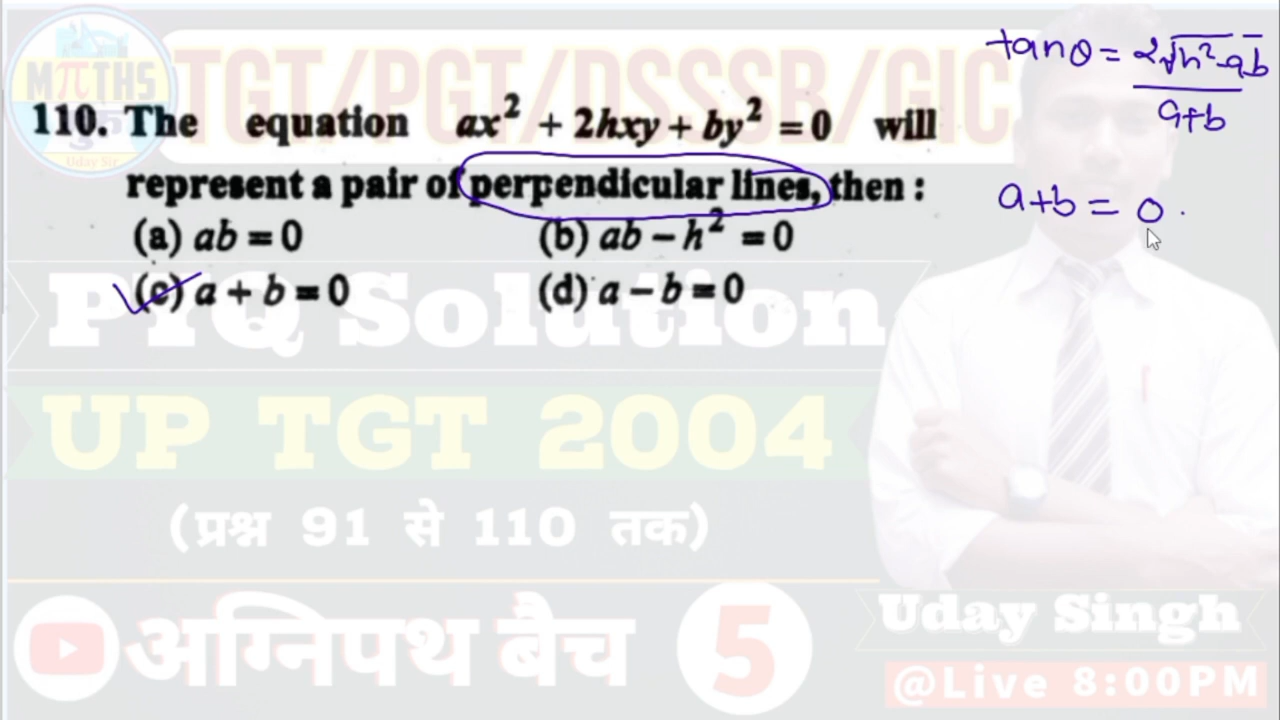 MπTHS
Uday Sir
TGT/PGT/DSSSB/GIC
110. The equation ax² + 2hxy + by² = 0 will
represent a pair of perpendicular lines, then :
(a) ab = 0
(b) ab − h² = 0
(c) a + b = 0
(d) a − b = 0
tanθ = 2√h²-ab
a+b
a+b = 0 .
PYQ Solution
UP TGT 2004
(प्रश्न 91 से 110 तक)
अग्निपथ बैच 5
Uday Singh
@Live 8:00PM